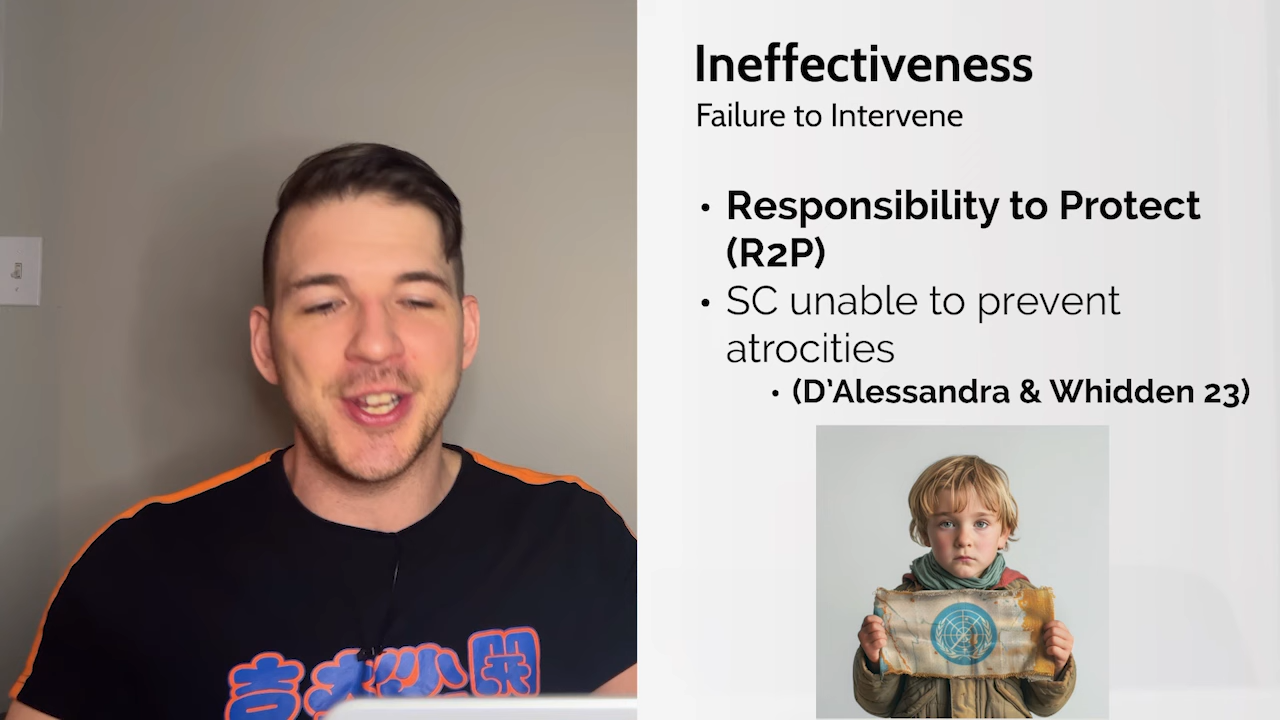 Ineffectiveness
Failure to Intervene
• Responsibility to Protect
(R2P)
• SC unable to prevent
atrocities
• (D'Alessandra & Whidden 23)